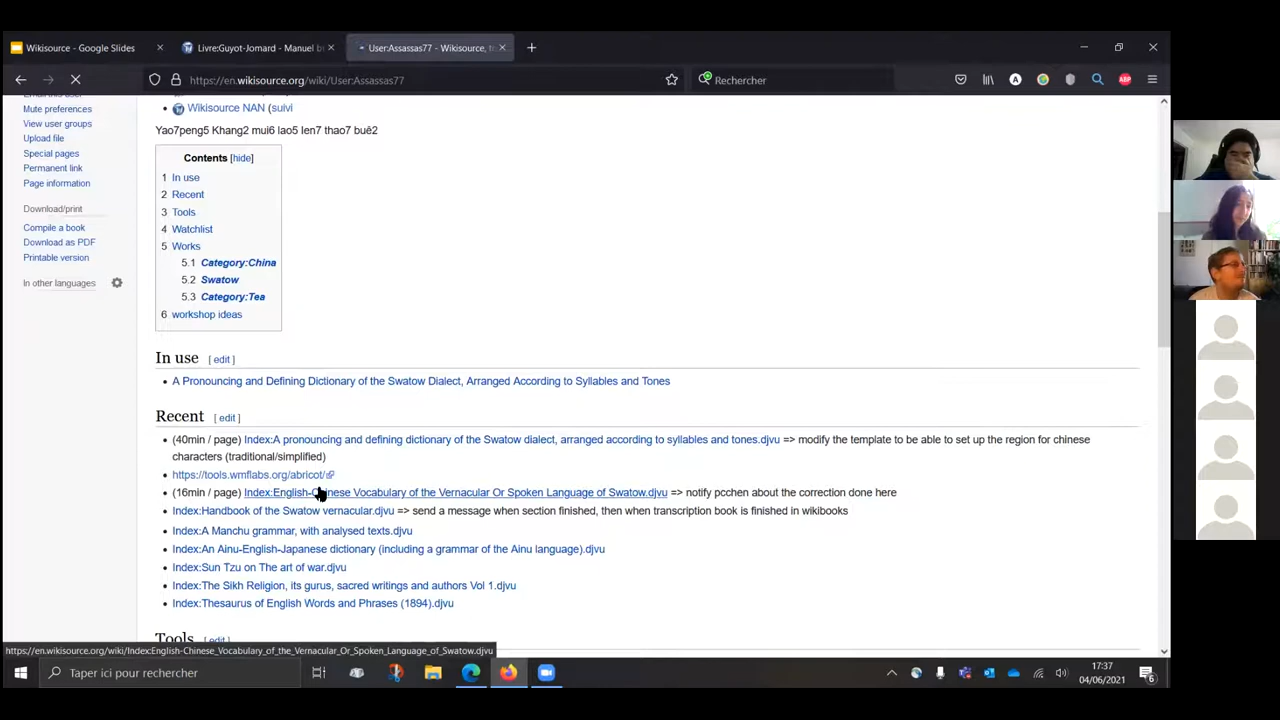 Wikisource - Google Slides
Livre:Guyot-Jomard - Manuel b
User:Assassas77 - Wikisource, t
https://en.wikisource.org/wiki/User:Assassas77
Rechercher
Mute preferences
View user groups
Upload file
Special pages
Permanent link
Page information
Download/print
Compile a book
Download as PDF
Printable version
In other languages
Wikisource NAN (suivi
Yao7peng5 Khang2 mui6 lao5 len7 thao7 buê2
Contents [hide]
1 In use
2 Recent
3 Tools
4 Watchlist
5 Works
5.1 Category:China
5.2 Swatow
5.3 Category:Tea
6 workshop ideas
In use [ edit ]
A Pronouncing and Defining Dictionary of the Swatow Dialect, Arranged According to Syllables and Tones
Recent [ edit ]
(40min / page) Index:A pronouncing and defining dictionary of the Swatow dialect, arranged according to syllables and tones.djvu => modify the template to be able to set up the region for chinese
characters (traditional/simplified)
https://tools.wmflabs.org/abricot/
(16min / page) Index:English-Chinese Vocabulary of the Vernacular Or Spoken Language of Swatow.djvu => notify pcchen about the correction done here
Index:Handbook of the Swatow vernacular.djvu => send a message when section finished, then when transcription book is finished in wikibooks
Index:A Manchu grammar, with analysed texts.djvu
Index:An Ainu-English-Japanese dictionary (including a grammar of the Ainu language).djvu
Index:Sun Tzu on The art of war.djvu
Index:The Sikh Religion, its gurus, sacred writings and authors Vol 1.djvu
Index:Thesaurus of English Words and Phrases (1894).djvu
Tools [ edit ]
https://en.wikisource.org/wiki/Index:English-Chinese_Vocabulary_of_the_Vernacular_Or_Spoken_Language_of_Swatow.djvu
Taper ici pour rechercher
17:37
04/06/2021
6